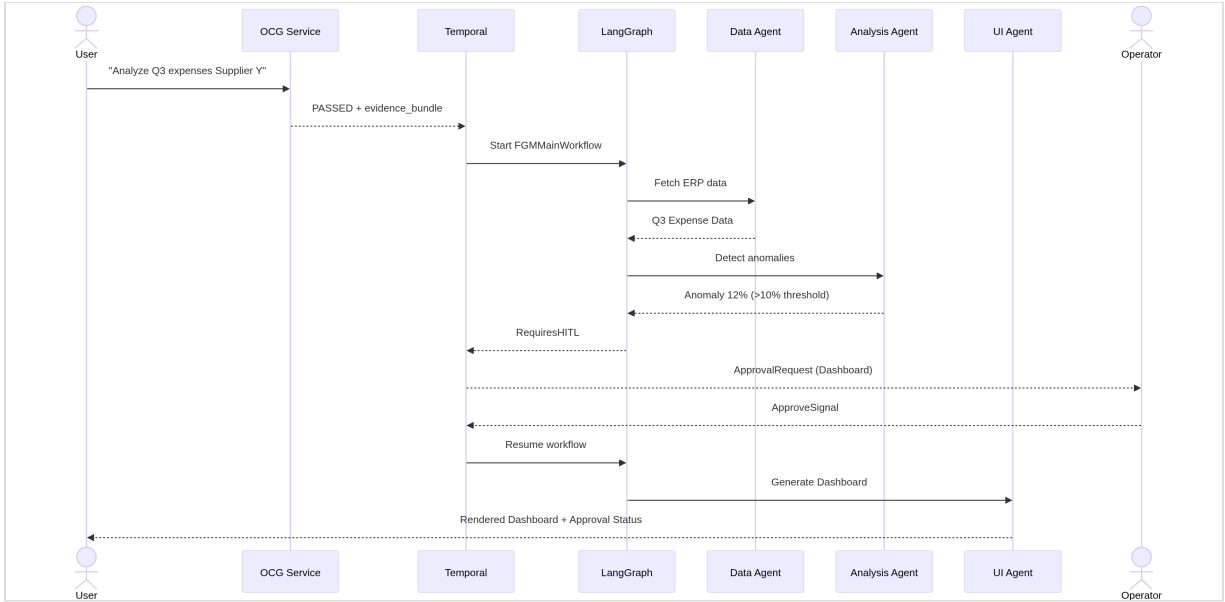 User
OCG Service
Temporal
LangGraph
Data Agent
Analysis Agent
UI Agent
Operator
"Analyze Q3 expenses Supplier Y"
PASSED + evidence_bundle
Start FGMMainWorkflow
Fetch ERP data
Q3 Expense Data
Detect anomalies
Anomaly 12% (>10% threshold)
RequiresHITL
ApprovalRequest (Dashboard)
ApproveSignal
Resume workflow
Generate Dashboard
Rendered Dashboard + Approval Status
User
OCG Service
Temporal
LangGraph
Data Agent
Analysis Agent
UI Agent
Operator